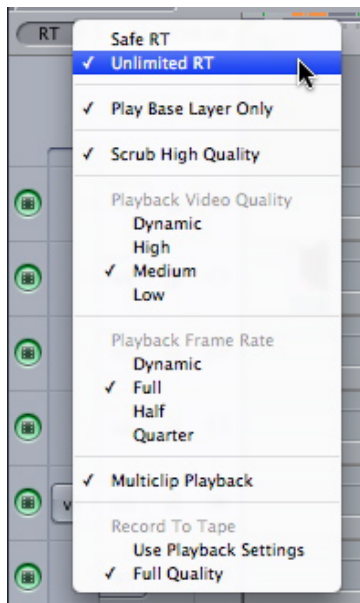 RT
Safe RT
✓ Unlimited RT
✓ Play Base Layer Only
✓ Scrub High Quality
Playback Video Quality
Dynamic
High
✓ Medium
Low
Playback Frame Rate
Dynamic
✓ Full
Half
Quarter
✓ Multiclip Playback
v
Record To Tape
Use Playback Settings
✓ Full Quality